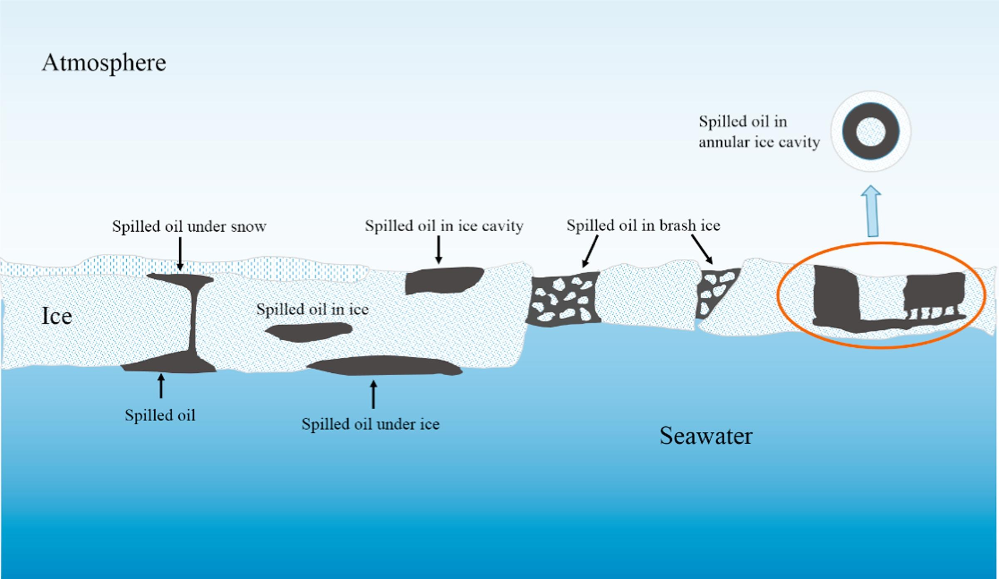 Atmosphere
Spilled oil in
annular ice cavity
Spilled oil under snow
Spilled oil in ice cavity
Spilled oil in brash ice
Spilled oil in ice
Ice
Spilled oil
Spilled oil under ice
Seawater